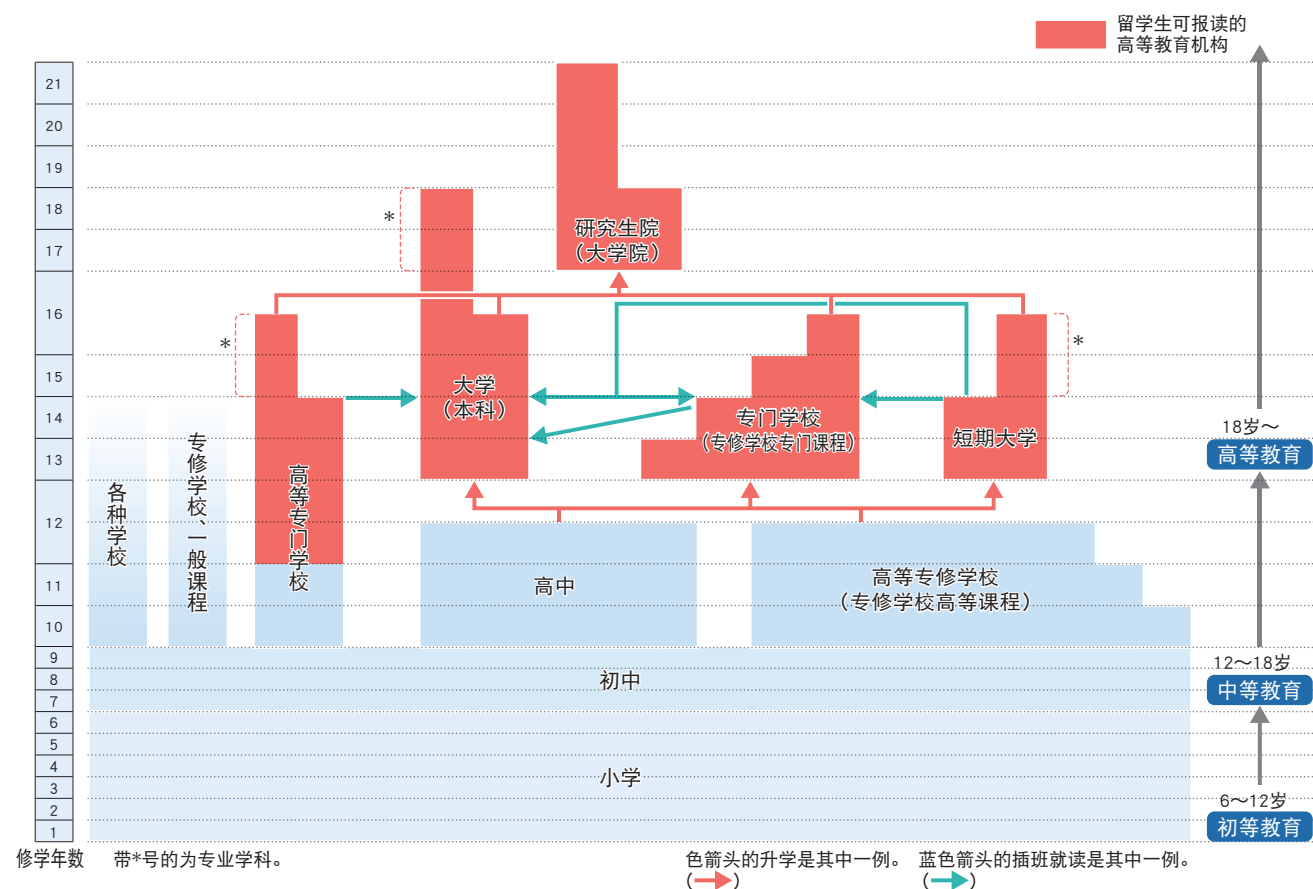 留学生可报读的
高等教育机构
21
20
19
18
17
16
15
14
13
12
11
10
9
8
7
6
5
4
3
2
1
修学年数
*
*
*
研究生院
（大学院）
大学
（本科）
专门学校
（专修学校专门课程）
短期大学
高等专门学校
专修学校、一般课程
各种学校
高中
高等专修学校
（专修学校高等课程）
初中
小学
18岁～
高等教育
12～18岁
中等教育
6～12岁
初等教育
带*号的为专业学科。
色箭头的升学是其中一例。
（→）
蓝色箭头的插班就读是其中一例。
（→）